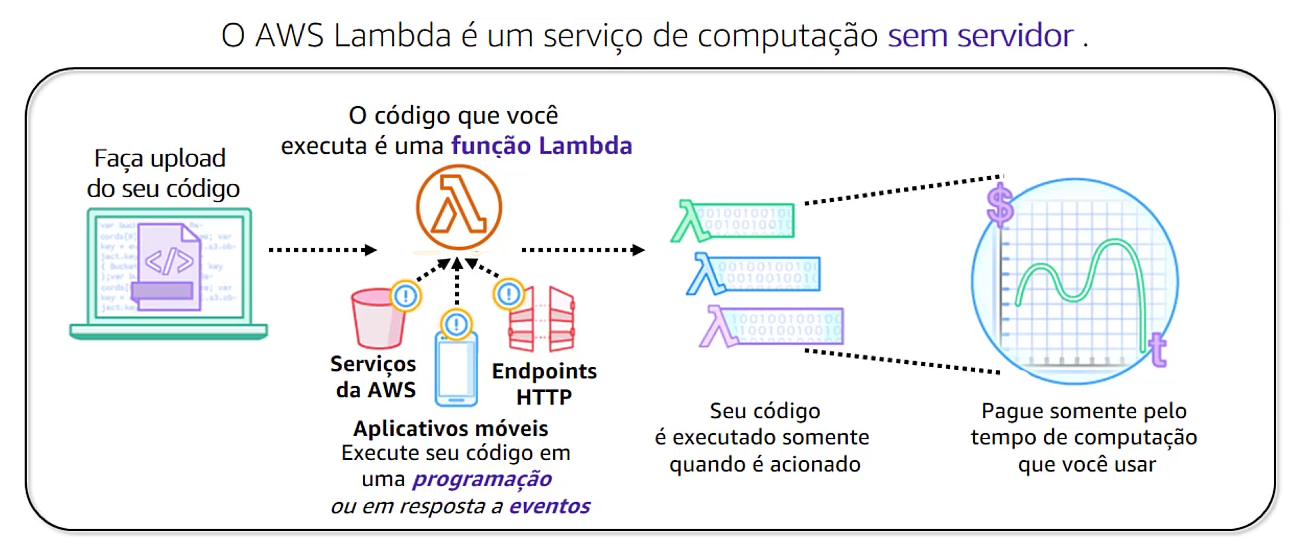 O AWS Lambda é um serviço de computação sem servidor .
Faça upload
do seu código
O código que você
executa é uma função Lambda
Serviços
da AWS
Endpoints
HTTP
Aplicativos móveis
Execute seu código em
uma programação
ou em resposta a eventos
Seu código
é executado somente
quando é acionado
$
t
Pague somente pelo
tempo de computação
que você usar